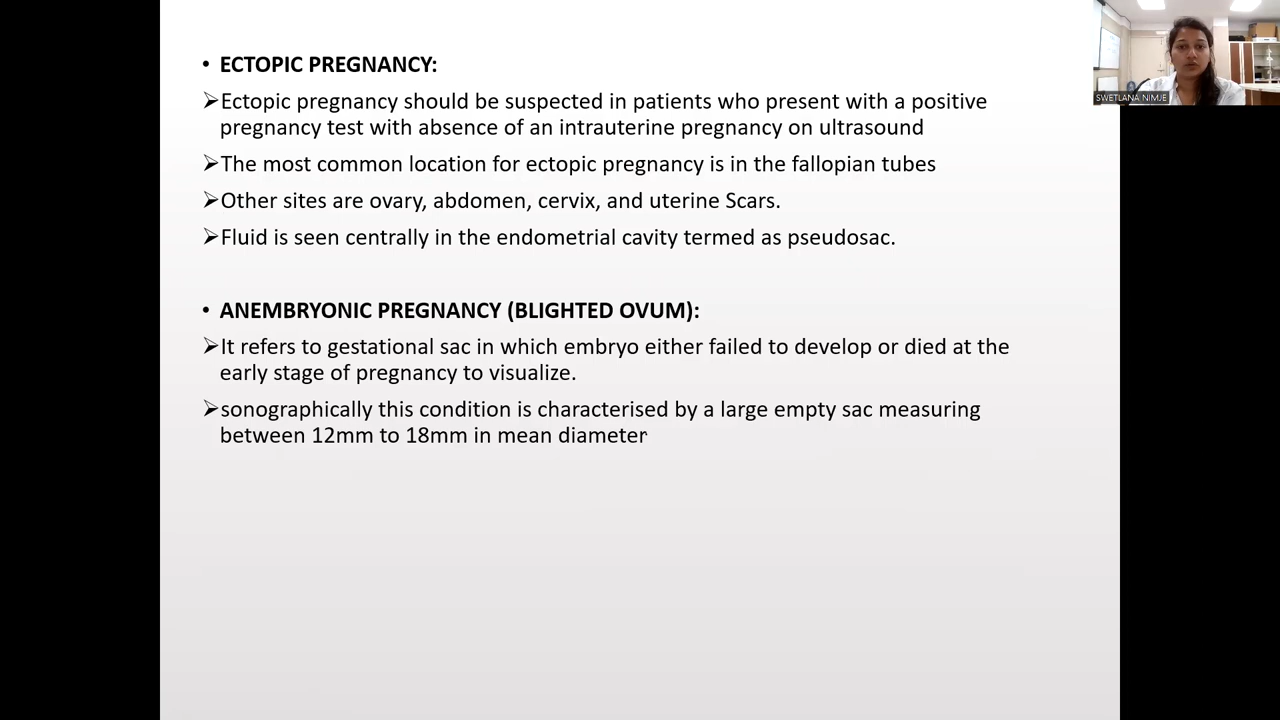 • ECTOPIC PREGNANCY:
➢Ectopic pregnancy should be suspected in patients who present with a positive
pregnancy test with absence of an intrauterine pregnancy on ultrasound
➢The most common location for ectopic pregnancy is in the fallopian tubes
➢Other sites are ovary, abdomen, cervix, and uterine Scars.
➢Fluid is seen centrally in the endometrial cavity termed as pseudosac.
• ANEMBRYONIC PREGNANCY (BLIGHTED OVUM):
➢It refers to gestational sac in which embryo either failed to develop or died at the
early stage of pregnancy to visualize.
➢sonographically this condition is characterised by a large empty sac measuring
between 12mm to 18mm in mean diameter
SWETLANA NIMJE